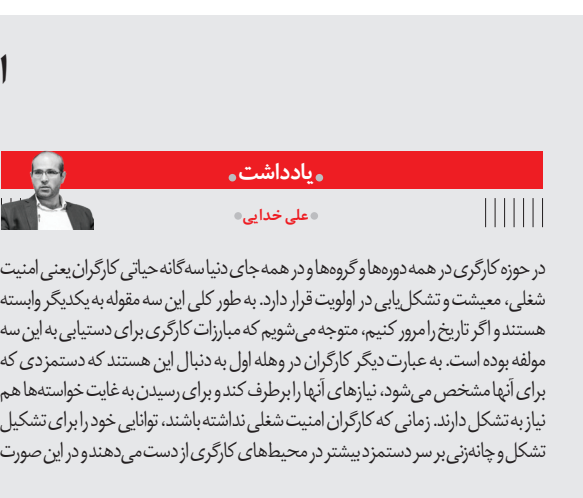 ا
یادداشت
علی خدایی
در حوزه کارگری در همه دوره‌ها و گروه‌ها و در همه جای دنیا سه‌گانه حیاتی کارگران یعنی امنیت
شغلی، معیشت و تشکل‌یابی در اولویت قرار دارد. به طور کلی این سه مقوله به یکدیگر وابسته
هستند و اگر تاریخ را مرور کنیم، متوجه می‌شویم که مبارزات کارگری برای دستیابی به این سه
مولفه بوده است. به عبارت دیگر کارگران در وهله اول به دنبال این هستند که دستمزدی که
برای آنها مشخص می‌شود، نیازهای آنها را برطرف کند و برای رسیدن به غایت خواسته‌ها هم
نیاز به تشکل دارند. زمانی که کارگران امنیت شغلی نداشته باشند، توانایی خود را برای تشکیل
تشکل و چانه‌زنی بر سر دستمزد بیشتر در محیط‌های کارگری از دست می‌دهند و در این صورت